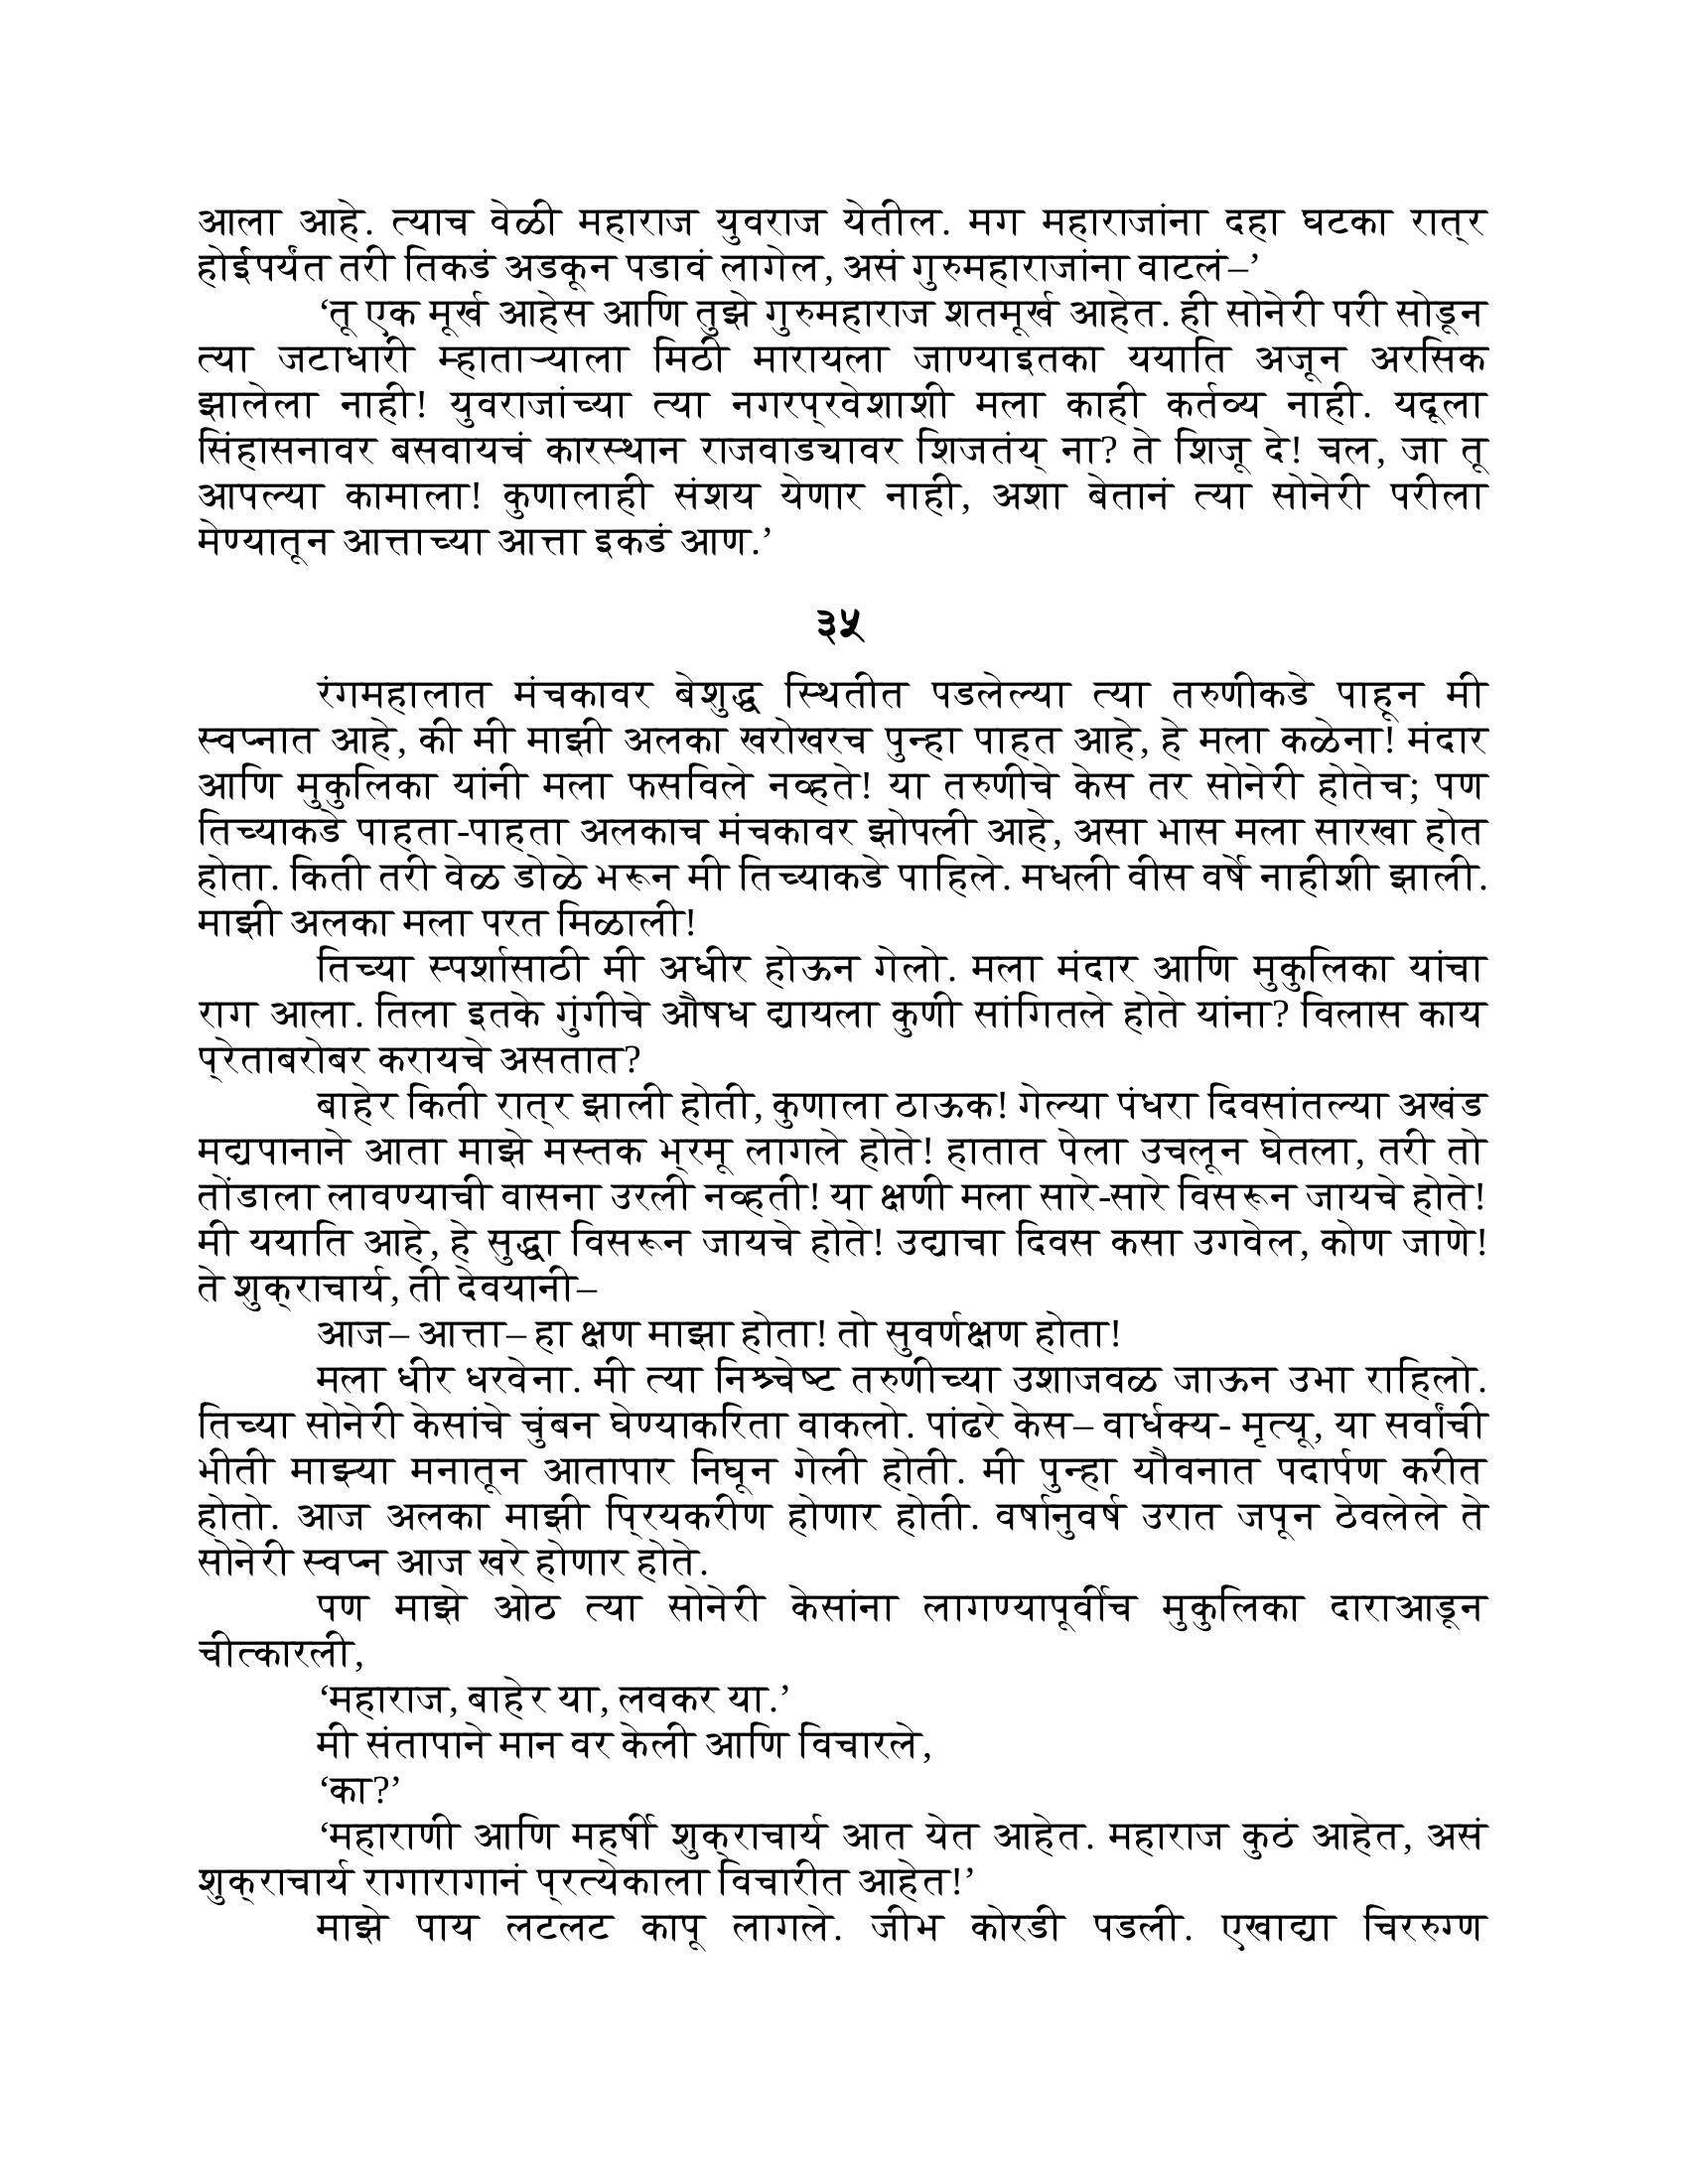 आला आहे. त्याच वेळी महाराज युवराज येतील. मग महाराजांना दहा घटका रात्र
होईपर्यंत तरी तिकडं अडकून पडावं लागेल, असं गुरुमहाराजांना वाटलं–’
‘तू एक मूर्ख आहेस आणि तुझे गुरुमहाराज शतमूर्ख आहेत. ही सोनेरी परी सोडून
त्या जटाधारी म्हाताऱ्याला मिठी मारायला जाण्याइतका ययाति अजून अरसिक
झालेला नाही! युवराजांच्या त्या नगरप्रवेशाशी मला काही कर्तव्य नाही. यदूला
सिंहासनावर बसवायचं कारस्थान राजवाड्यावर शिजतंय् ना? ते शिजू दे! चल, जा तू
आपल्या कामाला! कुणालाही संशय येणार नाही, अशा बेतानं त्या सोनेरी परीला
मेण्यातून आत्ताच्या आत्ता इकडं आण.’
३५
रंगमहालात मंचकावर बेशुद्ध स्थितीत पडलेल्या त्या तरुणीकडे पाहून मी
स्वप्नात आहे, की मी माझी अलका खरोखरच पुन्हा पाहत आहे, हे मला कळेना! मंदार
आणि मुकुलिका यांनी मला फसविले नव्हते! या तरुणीचे केस तर सोनेरी होतेच; पण
तिच्याकडे पाहता-पाहता अलकाच मंचकावर झोपली आहे, असा भास मला सारखा होत
होता. किती तरी वेळ डोळे भरून मी तिच्याकडे पाहिले. मधली वीस वर्षे नाहीशी झाली.
माझी अलका मला परत मिळाली!
तिच्या स्पर्शासाठी मी अधीर होऊन गेलो. मला मंदार आणि मुकुलिका यांचा
राग आला. तिला इतके गुंगीचे औषध द्यायला कुणी सांगितले होते यांना? विलास काय
प्रेताबरोबर करायचे असतात?
बाहेर किती रात्र झाली होती, कुणाला ठाऊक! गेल्या पंधरा दिवसांतल्या अखंड
मद्यपानाने आता माझे मस्तक भ्रमू लागले होते! हातात पेला उचलून घेतला, तरी तो
तोंडाला लावण्याची वासना उरली नव्हती! या क्षणी मला सारे-सारे विसरून जायचे होते!
मी ययाति आहे, हे सुद्धा विसरून जायचे होते! उद्याचा दिवस कसा उगवेल, कोण जाणे!
ते शुक्राचार्य, ती देवयानी–
आज– आत्ता– हा क्षण माझा होता! तो सुवर्णक्षण होता!
मला धीर धरवेना. मी त्या निश्र्चेष्ट तरुणीच्या उशाजवळ जाऊन उभा राहिलो.
तिच्या सोनेरी केसांचे चुंबन घेण्याकरिता वाकलो. पांढरे केस– वार्धक्य- मृत्यू, या सर्वांची
भीती माझ्या मनातून आतापार निघून गेली होती. मी पुन्हा यौवनात पदार्पण करीत
होतो. आज अलका माझी प्रियकरीण होणार होती. वर्षानुवर्ष उरात जपून ठेवलेले ते
सोनेरी स्वप्न आज खरे होणार होते.
पण माझे ओठ त्या सोनेरी केसांना लागण्यापूर्वीच मुकुलिका दाराआडून
चीत्कारली,
‘महाराज, बाहेर या, लवकर या.’
मी संतापाने मान वर केली आणि विचारले,
‘का?’
‘महाराणी आणि महर्षी शुक्राचार्य आत येत आहेत. महाराज कुठं आहेत, असं
शुक्राचार्य रागारागानं प्रत्येकाला विचारीत आहेत!’
माझे पाय लटलट कापू लागले. जीभ कोरडी पडली. एखाद्या चिररुग्ण